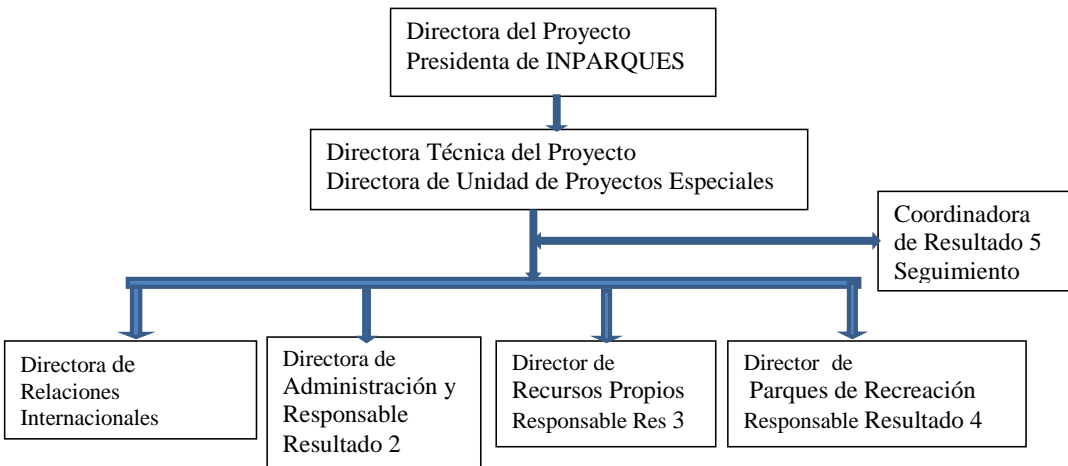 Directora del Proyecto
Presidenta de INPARQUES
Directora Técnica del Proyecto
Directora de Unidad de Proyectos Especiales
Coordinadora
de Resultado 5
Seguimiento
Directora de
Relaciones
Internacionales
Directora de
Administración y
Responsable
Resultado 2
Director de
Recursos Propios
Responsable Res 3
Director de
Parques de Recreación
Responsable Resultado 4